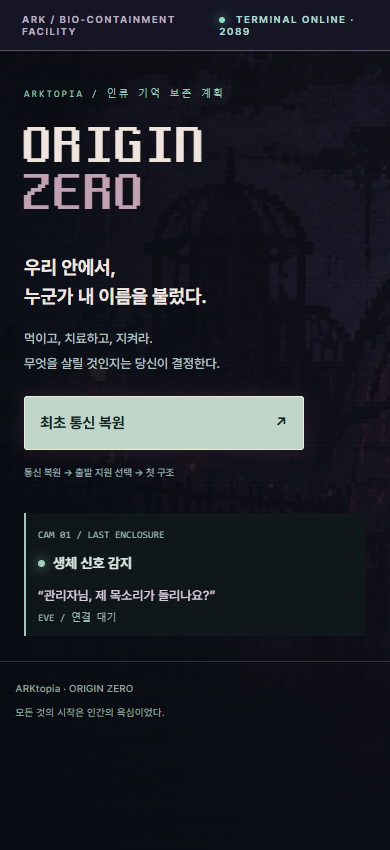 ARK / BIO-CONTAINMENT FACILITY
TERMINAL ONLINE · 2089
ARKTOPIA / 인류 기억 보존 계획
ORIGIN
ZERO
우리 안에서,
누군가 내 이름을 불렀다.
먹이고, 치료하고, 지켜라.
무엇을 살릴 것인지는 당신이 결정한다.
최초 통신 복원 ↗
통신 복원 → 출발 지원 선택 → 첫 구조
CAM 01 / LAST ENCLOSURE
생체 신호 감지
“관리자님, 제 목소리가 들리나요?”
EVE / 연결 대기
ARKtopia · ORIGIN ZERO
모든 것의 시작은 인간의 욕심이었다.